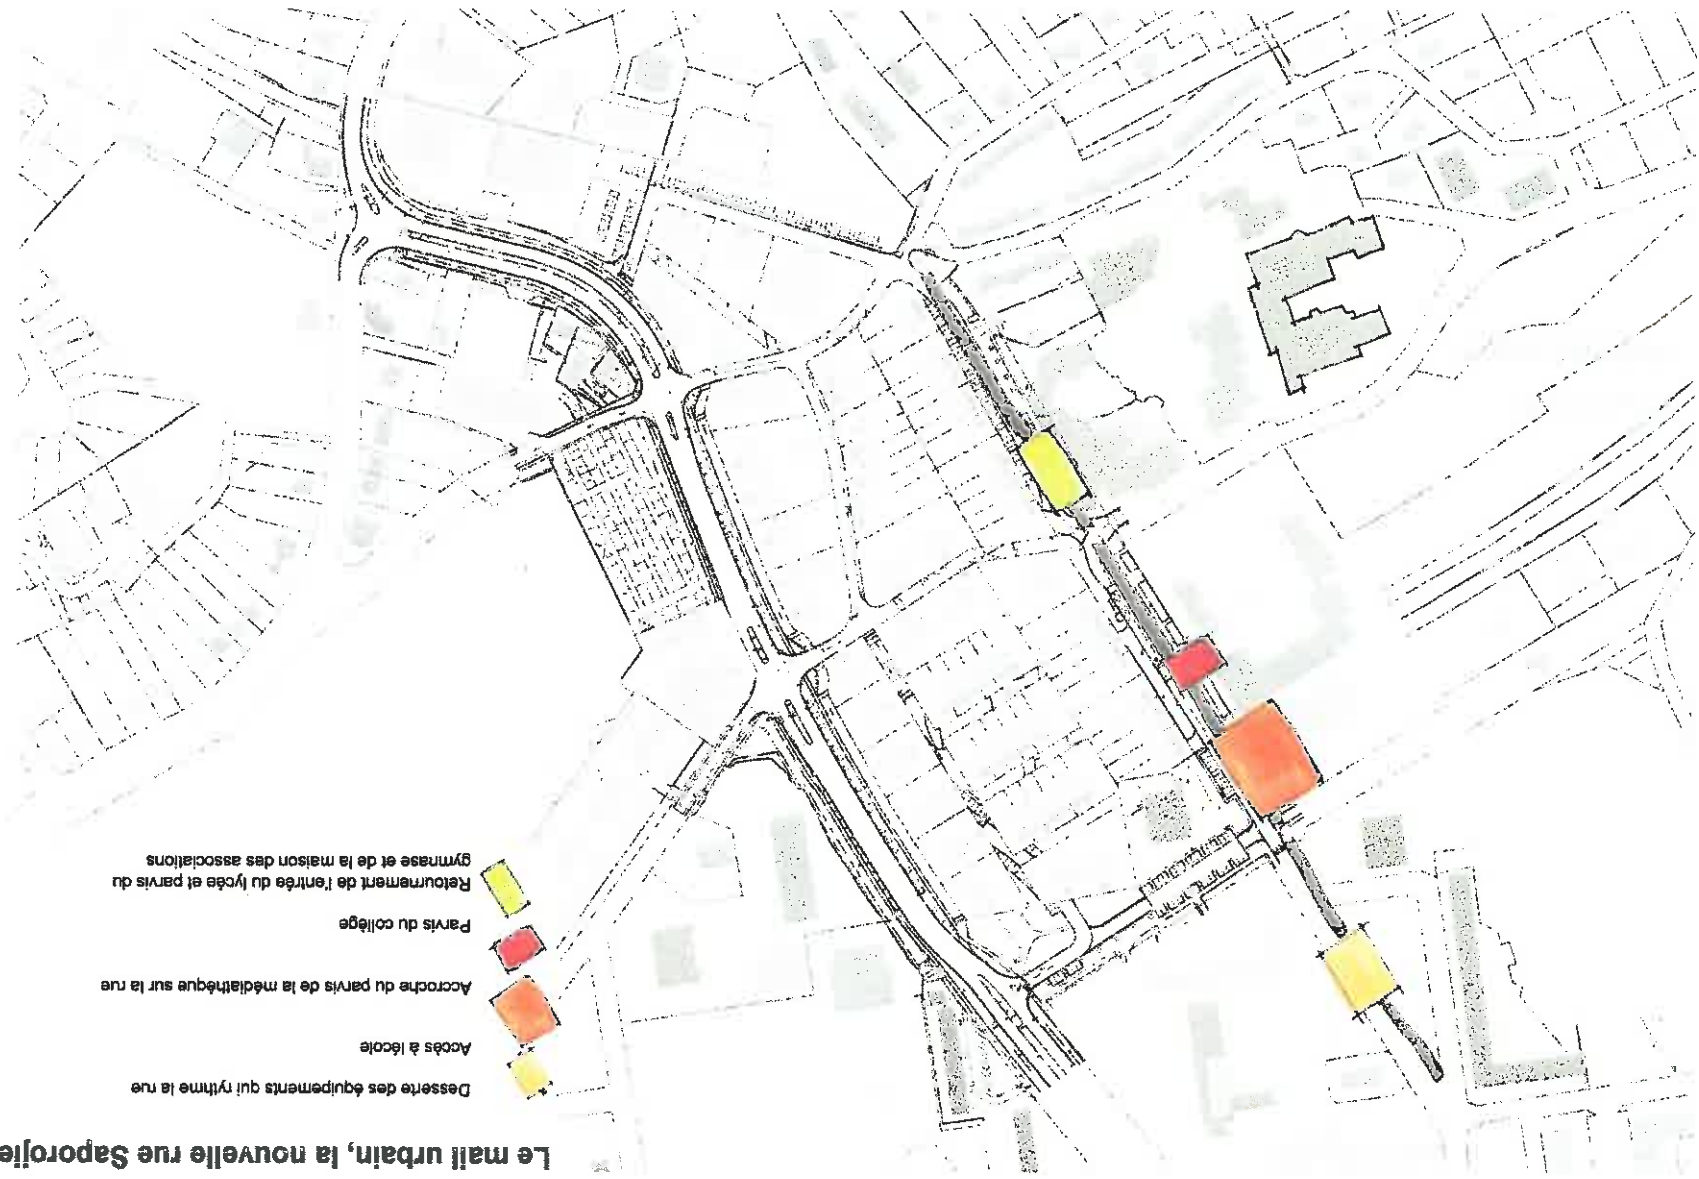 Le mail urbain, la nouvelle rue Saporojie
Desserte des équipements qui rythme la rue
Accès à lécole
Accroche du parvis de la médiathèque sur la rue
Parvis du collège
Retournement de l'entrée du lycée et parvis du
gymnase et de la maison des associations